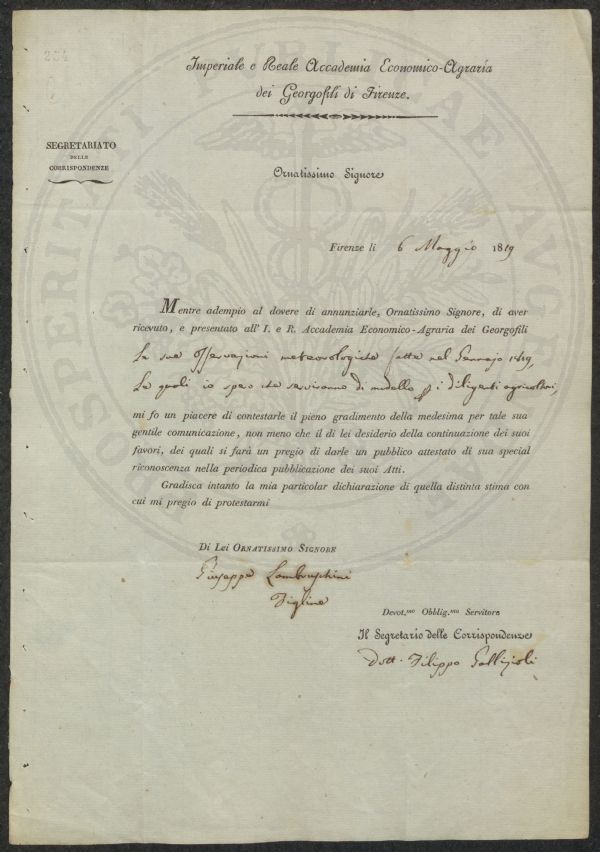 Imperiale e Reale Accademia Economico-Agraria
dei Georgofili di Firenze.
SEGRETARIATO
DELLE
CORRISPONDENZE
Ornatissimo Signore
Firenze li 6 Maggio 1819
Mentre adempio al dovere di annunziarle, Ornatissimo Signore, di aver
ricevuto, e presentato all' I. e R. Accademia Economico-Agraria dei Georgofili
Le sue Osservazioni meteorologiche fatte nel Gennajo 1819,
Le quali io spero che serviranno di modello p i diligenti agricoltori,
mi fo un piacere di contestarle il pieno gradimento della medesima per tale sua
gentile comunicazione, non meno che il di lei desiderio della continuazione dei suoi
favori, dei quali si farà un pregio di darle un pubblico attestato di sua special
riconoscenza nella periodica pubblicazione dei suoi Atti.
Gradisca intanto la mia particolar dichiarazione di quella distinta stima con
cui mi pregio di protestarmi
DI LEI ORNATISSIMO SIGNORE
Giuseppe Lambruschini
Figline
Devot.mo Obblig.mo Servitore
Il Segretario delle Corrispondenze
Dott. Filippo Gallizioli
PROSPERITATI PUBLICAE AUGENDAE